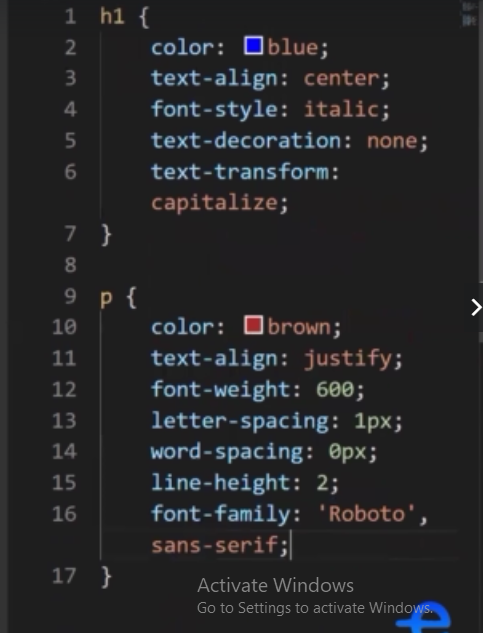 1 h1 {
2 color: blue;
3 text-align: center;
4 font-style: italic;
5 text-decoration: none;
6 text-transform:
capitalize;
7 }
8
9 p {
10 color: brown;
11 text-align: justify;
12 font-weight: 600;
13 letter-spacing: 1px;
14 word-spacing: 0px;
15 line-height: 2;
16 font-family: 'Roboto',
sans-serif;
17 }
Activate Windows
Go to Settings to activate Windows.